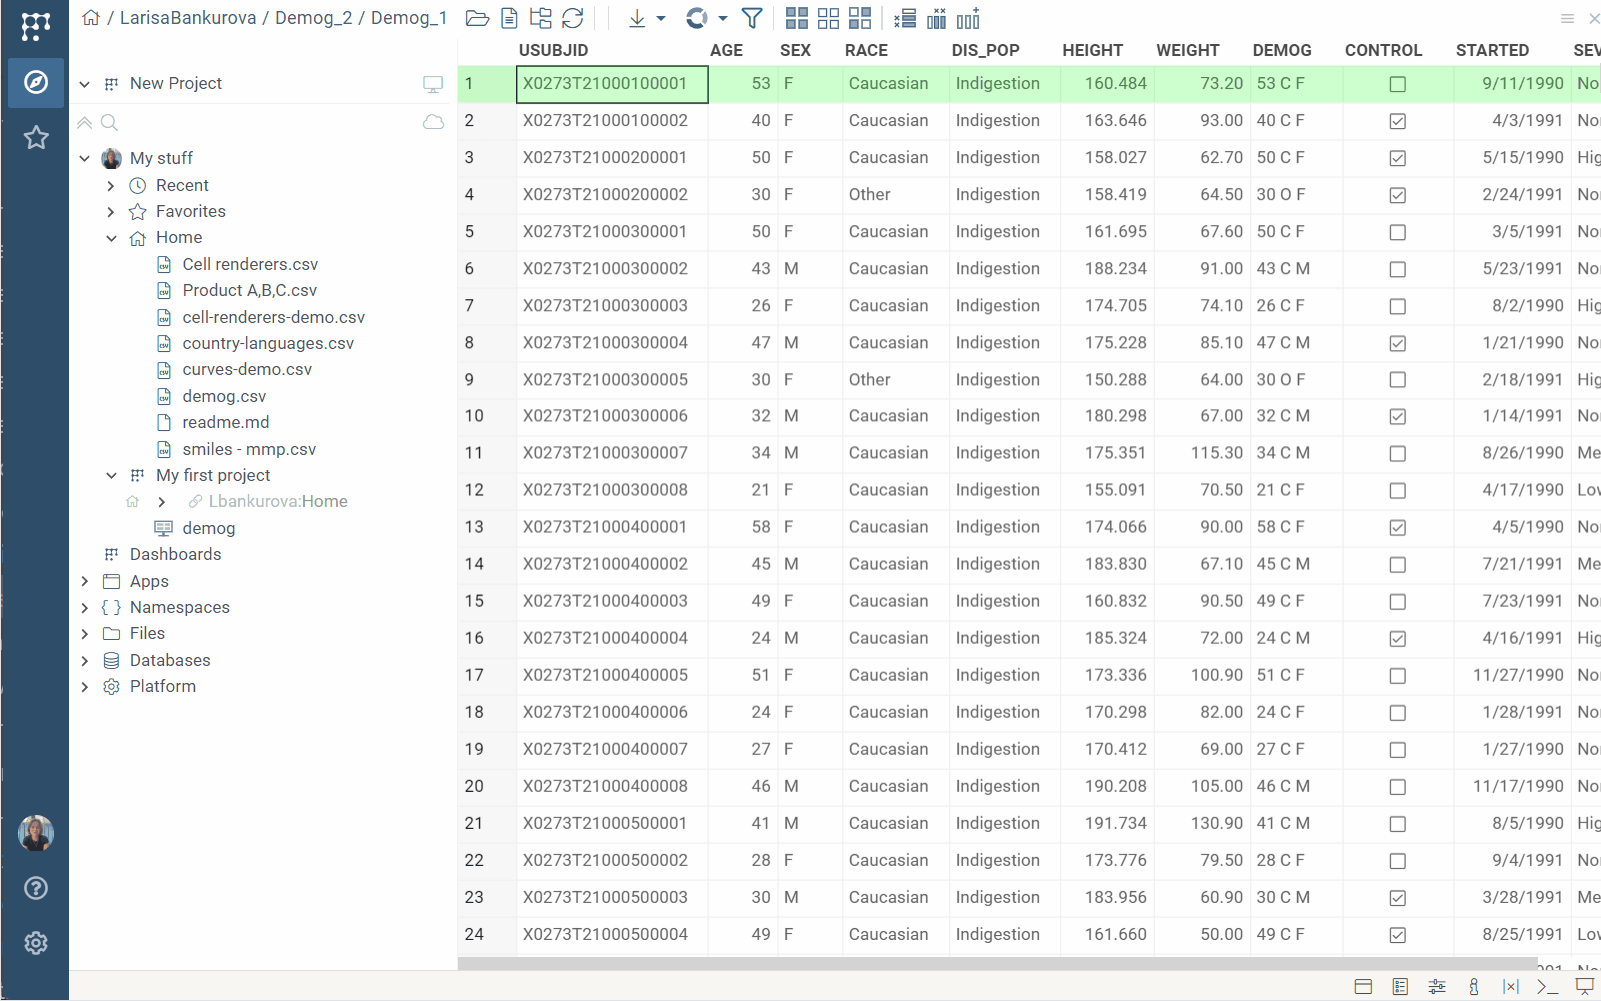 / LarisaBankurova / Demog_2 / Demog_1
New Project
My stuff
Recent
Favorites
Home
Cell renderers.csv
Product A,B,C.csv
cell-renderers-demo.csv
country-languages.csv
curves-demo.csv
demog.csv
readme.md
smiles - mmp.csv
My first project
Lbankurova:Home
demog
Dashboards
Apps
Namespaces
Files
Databases
Platform
USUBJID AGE SEX RACE DIS_POP HEIGHT WEIGHT DEMOG CONTROL STARTED SEV
1 X0273T21000100001 53 F Caucasian Indigestion 160.484 73.20 53 C F 9/11/1990 No
2 X0273T21000100002 40 F Caucasian Indigestion 163.646 93.00 40 C F 4/3/1991 Nor
3 X0273T21000200001 50 F Caucasian Indigestion 158.027 62.70 50 C F 5/15/1990 Hig
4 X0273T21000200002 30 F Other Indigestion 158.419 64.50 30 O F 2/24/1991 Nor
5 X0273T21000300001 50 F Caucasian Indigestion 161.695 67.60 50 C F 3/5/1991 Nor
6 X0273T21000300002 43 M Caucasian Indigestion 188.234 91.00 43 C M 5/23/1991 Nor
7 X0273T21000300003 26 F Caucasian Indigestion 174.705 74.10 26 C F 8/2/1990 Hig
8 X0273T21000300004 47 M Caucasian Indigestion 175.228 85.10 47 C M 1/21/1990 Nor
9 X0273T21000300005 30 F Other Indigestion 150.288 64.00 30 O F 2/18/1991 Hig
10 X0273T21000300006 32 M Caucasian Indigestion 180.298 67.00 32 C M 1/14/1991 Nor
11 X0273T21000300007 34 M Caucasian Indigestion 175.351 115.30 34 C M 8/26/1990 Me
12 X0273T21000300008 21 F Caucasian Indigestion 155.091 70.50 21 C F 4/17/1990 Lov
13 X0273T21000400001 58 F Caucasian Indigestion 174.066 90.00 58 C F 4/5/1990 Nor
14 X0273T21000400002 45 M Caucasian Indigestion 183.830 67.10 45 C M 7/21/1991 Me
15 X0273T21000400003 49 F Caucasian Indigestion 160.832 90.50 49 C F 7/23/1991 Nor
16 X0273T21000400004 24 M Caucasian Indigestion 185.324 72.00 24 C M 4/16/1991 Hig
17 X0273T21000400005 51 F Caucasian Indigestion 173.336 100.90 51 C F 11/27/1990 Nor
18 X0273T21000400006 24 F Caucasian Indigestion 170.298 82.00 24 C F 1/28/1991 Nor
19 X0273T21000400007 27 F Caucasian Indigestion 170.412 69.00 27 C F 1/27/1990 Nor
20 X0273T21000400008 46 M Caucasian Indigestion 190.208 105.00 46 C M 11/17/1990 Nor
21 X0273T21000500001 41 M Caucasian Indigestion 191.734 130.90 41 C M 8/5/1990 Hig
22 X0273T21000500002 28 F Caucasian Indigestion 173.776 79.50 28 C F 9/4/1991 Nor
23 X0273T21000500003 30 M Caucasian Indigestion 183.956 60.90 30 C M 3/28/1991 Me
24 X0273T21000500004 49 F Caucasian Indigestion 161.660 50.00 49 C F 8/25/1991 Lov